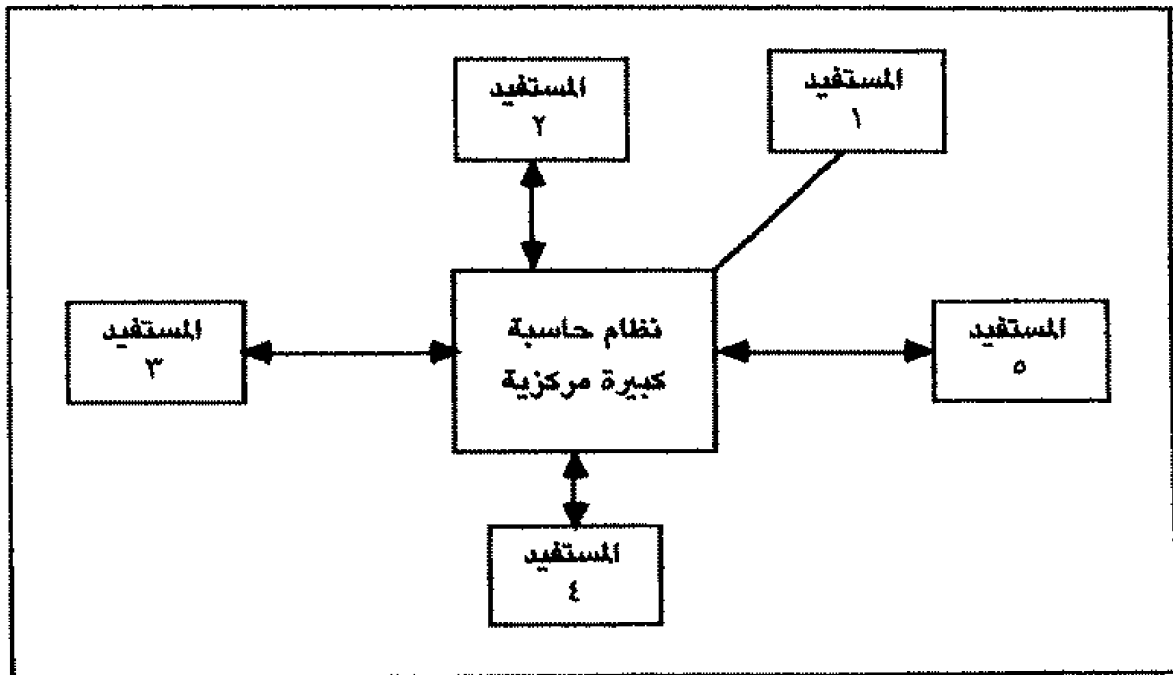 المستفيد
١
المستفيد
٢
نظام حاسبة
كبيرة مركزية
المستفيد
٣
المستفيد
٥
المستفيد
٤